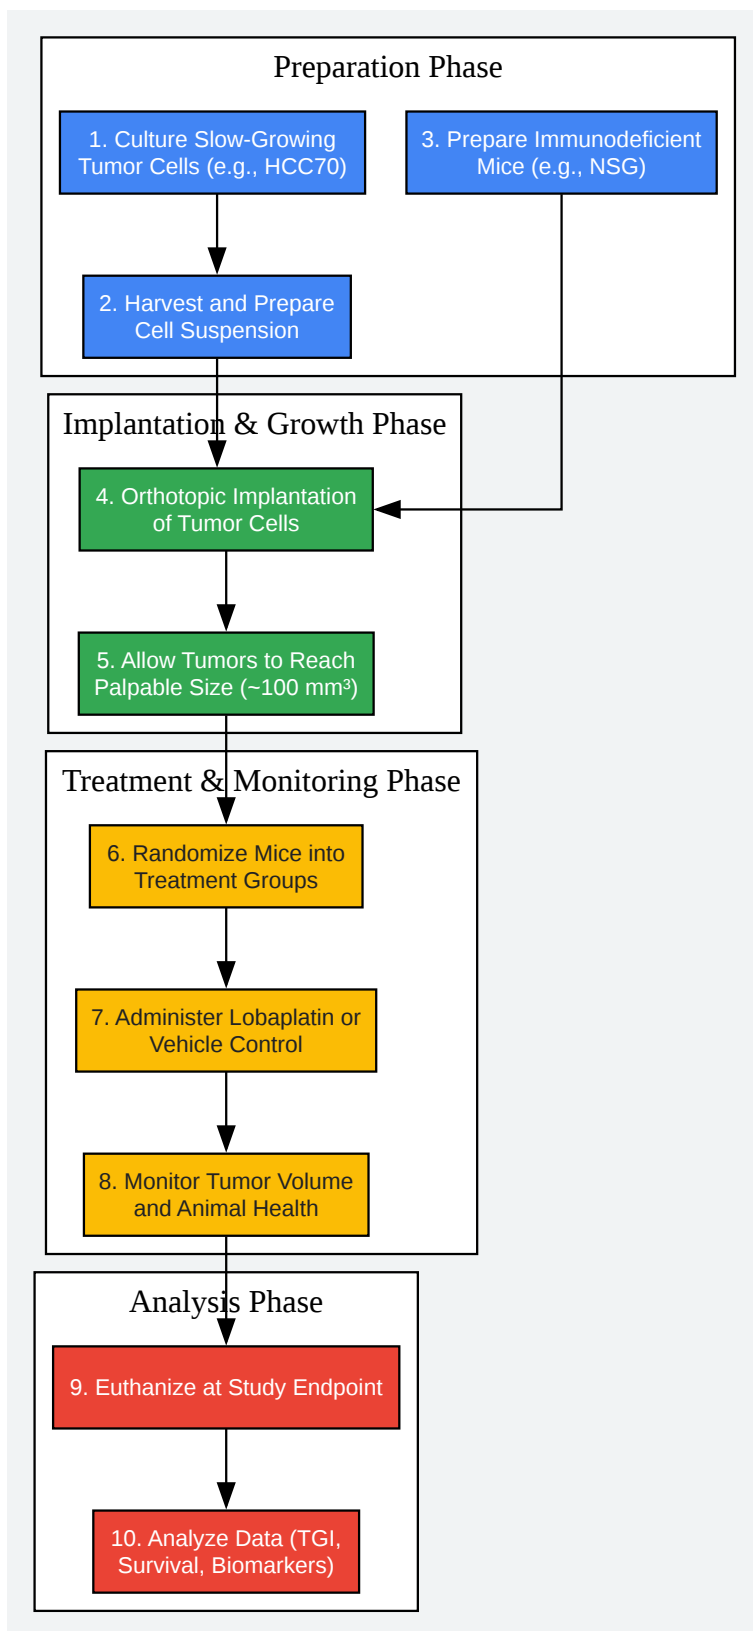 Preparation Phase
1. Culture Slow-Growing
Tumor Cells (e.g., HCC70)
3. Prepare Immunodeficient
Mice (e.g., NSG)
2. Harvest and Prepare
Cell Suspension
Implantation & Growth Phase
4. Orthotopic Implantation
of Tumor Cells
5. Allow Tumors to Reach
Palpable Size (~100 mm³)
Treatment & Monitoring Phase
6. Randomize Mice into
Treatment Groups
7. Administer Lobaplatin or
Vehicle Control
8. Monitor Tumor Volume
and Animal Health
Analysis Phase
9. Euthanize at Study Endpoint
10. Analyze Data (TGI,
Survival, Biomarkers)